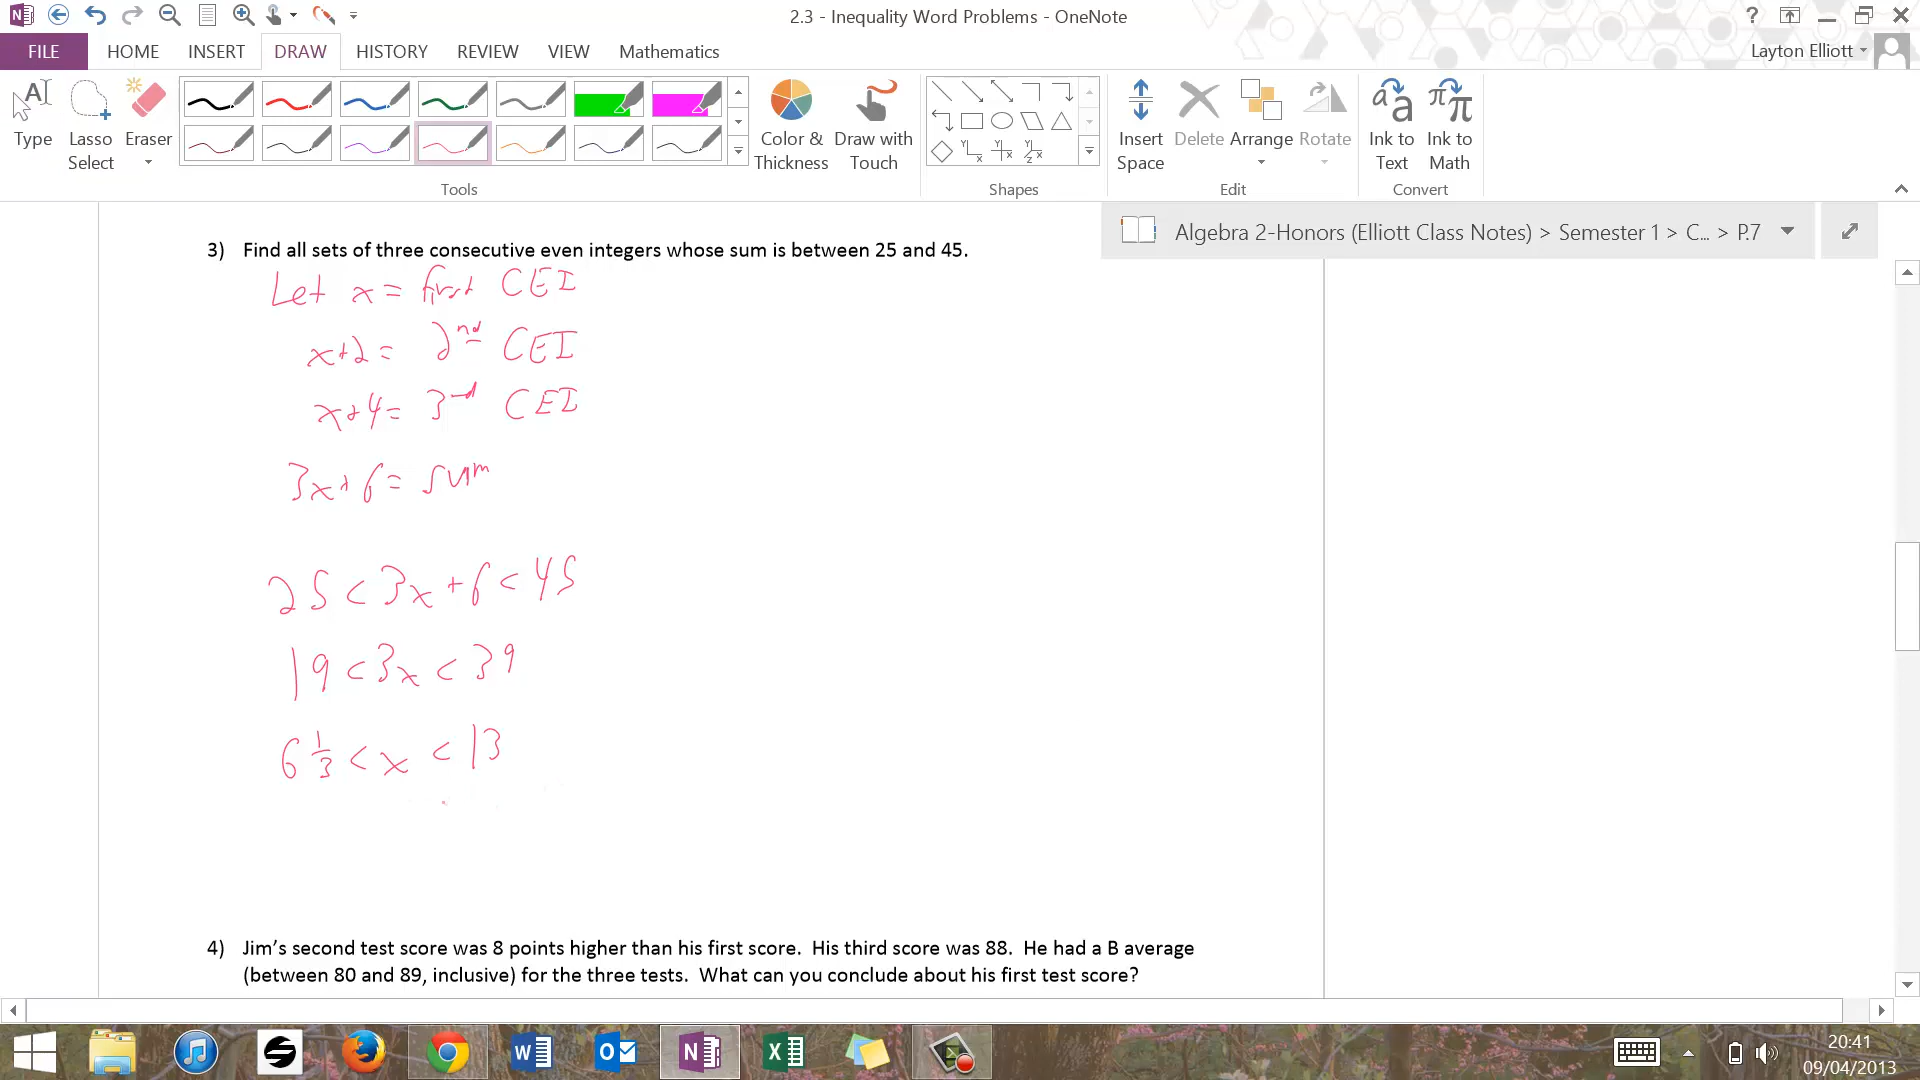 2.3 - Inequality Word Problems - OneNote
?
FILE HOME INSERT DRAW HISTORY REVIEW VIEW Mathematics
Layton Elliott
Type
Lasso Select
Eraser
Color & Thickness
Draw with Touch
Insert Space
Delete
Arrange
Rotate
Ink to Text
Ink to Math
Tools
Shapes
Edit
Convert
Algebra 2-Honors (Elliott Class Notes) > Semester 1 > C... > P.7
3) Find all sets of three consecutive even integers whose sum is between 25 and 45.
Let x = first CEI
x+2 = 2nd CEI
x+4 = 3rd CEI
3x+6 = sum
25 < 3x+6 < 45
19 < 3x < 39
6 1/3 < x < 13
4) Jim's second test score was 8 points higher than his first score. His third score was 88. He had a B average
(between 80 and 89, inclusive) for the three tests. What can you conclude about his first test score?
20:41
09/04/2013